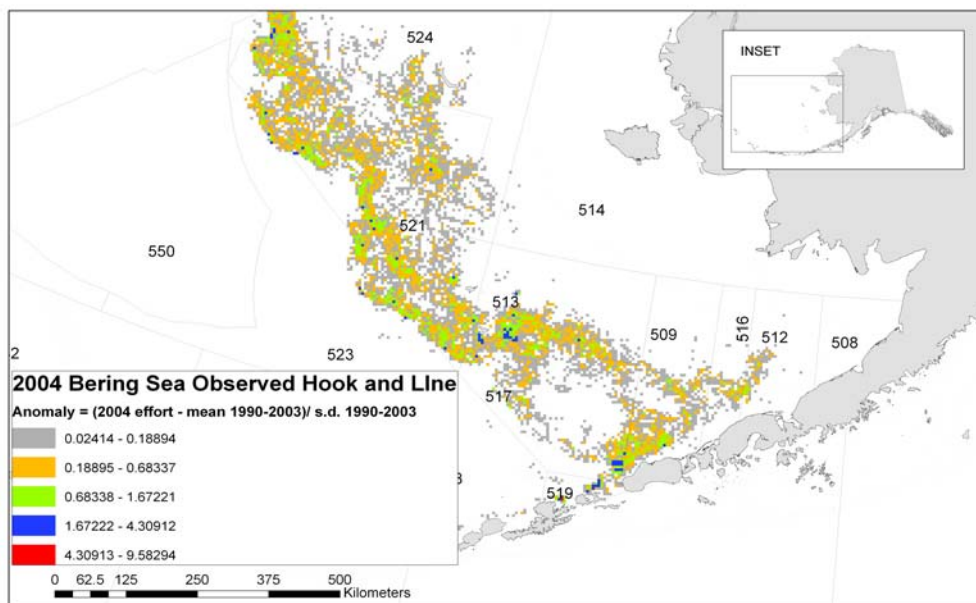 524
INSET
514
521
550
513
509
516
512
508
2
523
517
2004 Bering Sea Observed Hook and LIne
Anomaly = (2004 effort - mean 1990-2003)/ s.d. 1990-2003
0.02414 - 0.18894
0.18895 - 0.68337
0.68338 - 1.67221
1.67222 - 4.30912
4.30913 - 9.58294
519
0 62.5 125 250 375 500
Kilometers